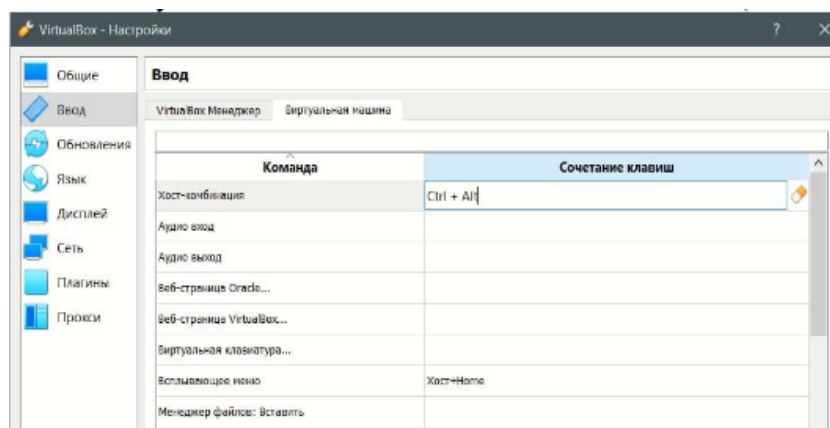 VirtualBox - Настройки
?
Общие
Ввод
Обновления
Язык
Дисплей
Сеть
Плагины
Прокси
Ввод
VirtualBox Менеджер
Виртуальная машина
Команда
Сочетание клавиш
Хост-комбинация
Ctrl + Alt
Аудио вход
Аудио выход
Веб-страница Oracle...
Веб-страница VirtualBox...
Виртуальная клавиатура...
Всплывающее меню
Хост+Home
Менеджер файлов: Вставить